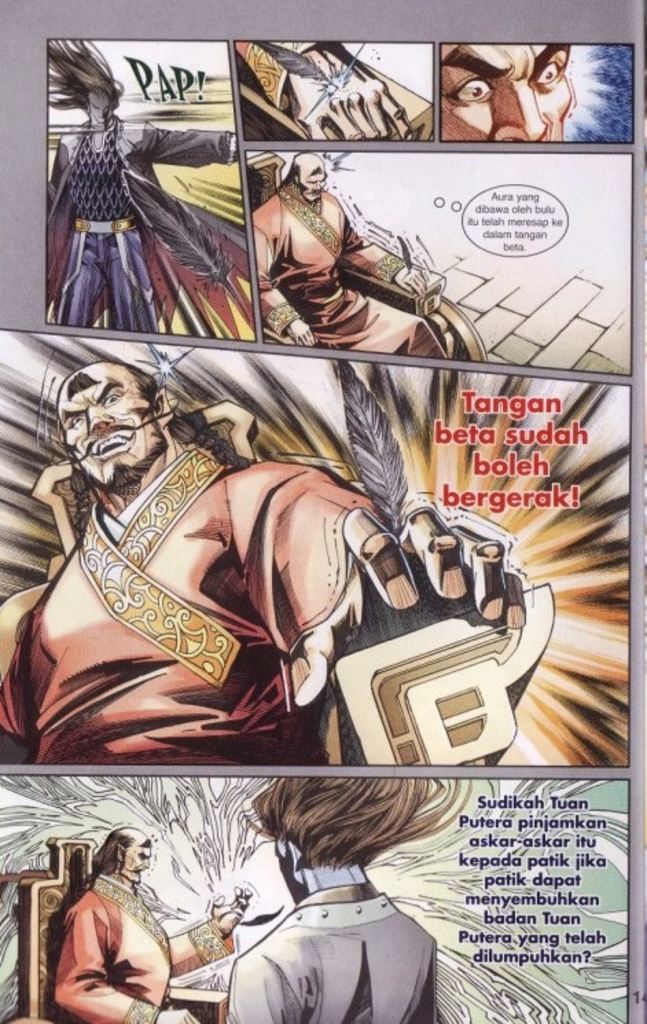 PAP!
Aura yang
dibawa oleh bulu
itu telah meresap ke
dalam tangan
beta.
Tangan
beta sudah
boleh
bergerak!
Sudikah Tuan
Putera pinjamkan
askar-askar itu
kepada patik jika
patik dapat
menyembuhkan
badan Tuan
Putera yang telah
dilumpuhkan?